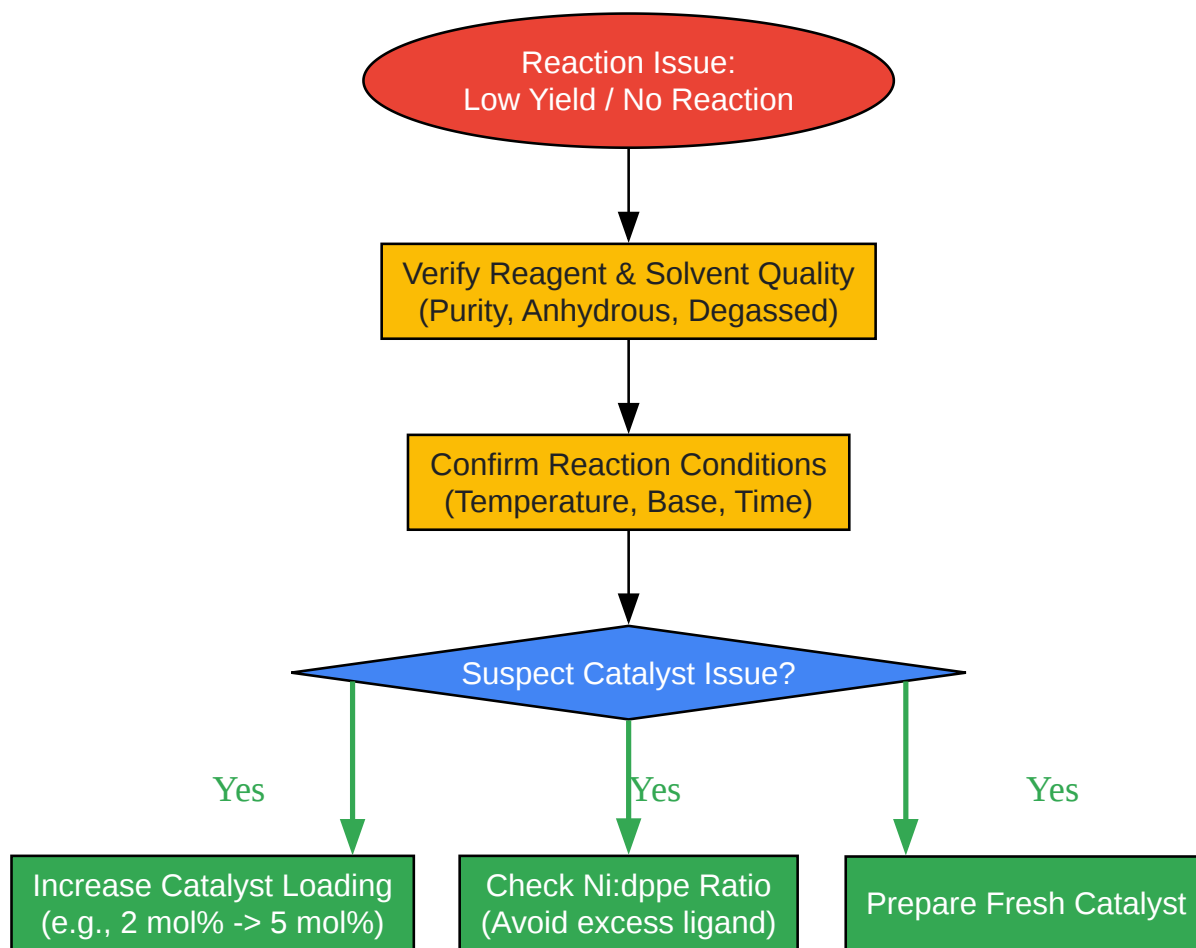 Reaction Issue:
Low Yield / No Reaction
Verify Reagent & Solvent Quality
(Purity, Anhydrous, Degassed)
Confirm Reaction Conditions
(Temperature, Base, Time)
Suspect Catalyst Issue?
Yes
Yes
Yes
Increase Catalyst Loading
(e.g., 2 mol% -> 5 mol%)
Check Ni:dppe Ratio
(Avoid excess ligand)
Prepare Fresh Catalyst